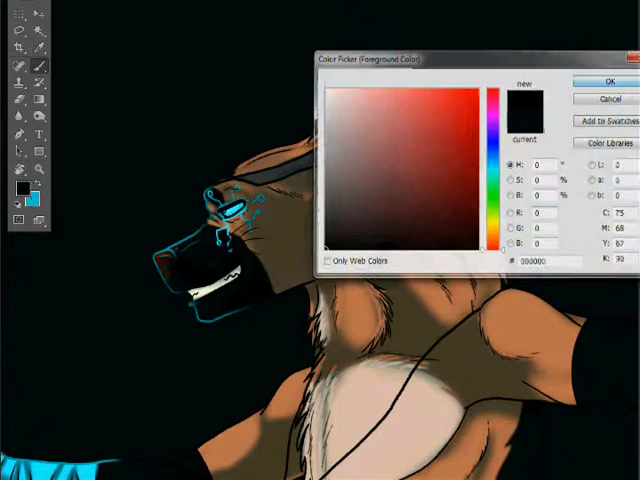 Color Picker (Foreground Color)
new
OK
Cancel
Add to Swatches
current
Color Libraries
H: 0 °
L: 0
S: 0 %
a: 0
B: 0 %
b: 0
R: 0
C: 75
G: 0
M: 68
B: 0
Y: 67
Only Web Colors
# 000000
K: 90
T